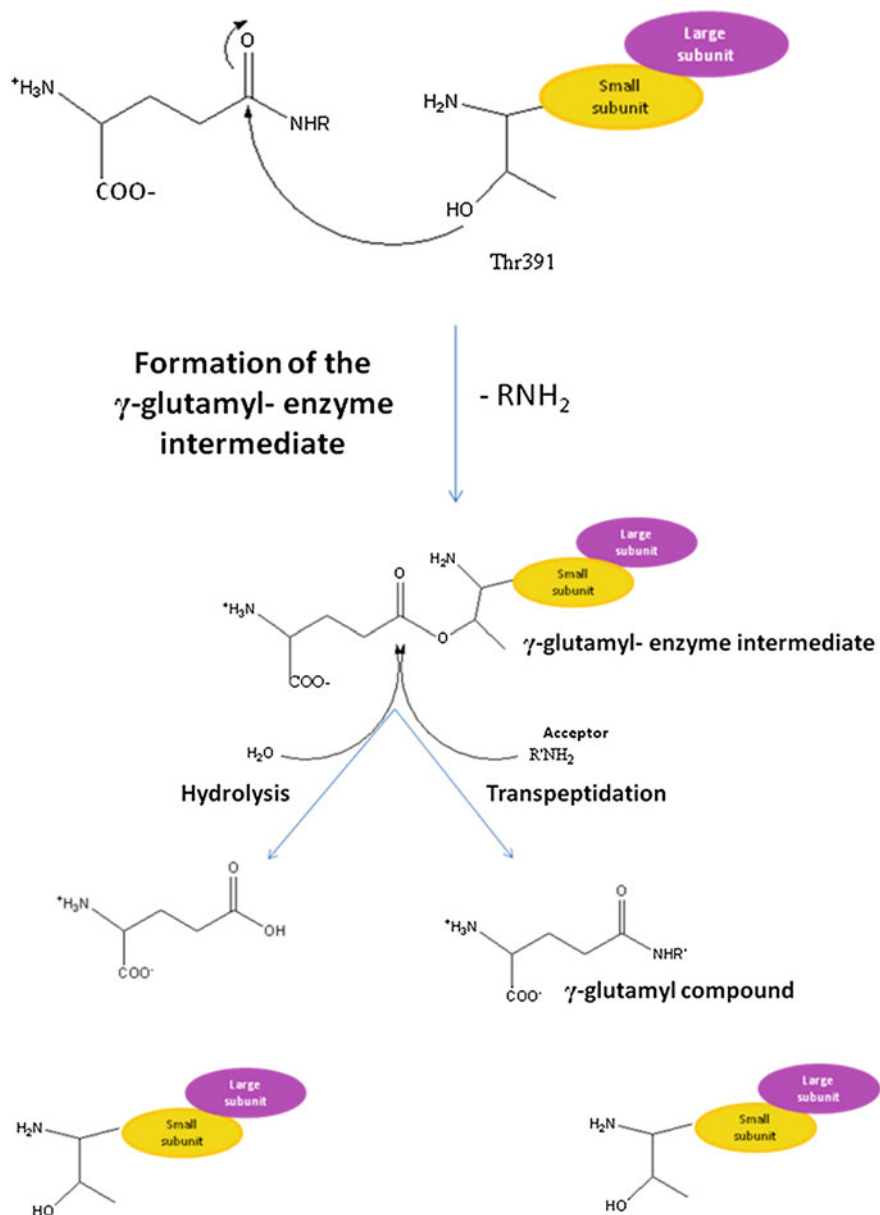 O
+H3N
NHR
COO-
H2N
HO
Thr391
Small
subunit
Large
subunit
Formation of the
γ-glutamyl- enzyme
intermediate
- RNH2
O
+H3N
COO-
O
H2N
Small
subunit
Large
subunit
γ-glutamyl- enzyme intermediate
H2O
Acceptor
R'NH2
Hydrolysis
Transpeptidation
O
+H3N
OH
COO-
O
+H3N
NHR'
COO-
γ-glutamyl compound
H2N
HO
Small
subunit
Large
subunit
H2N
HO
Small
subunit
Large
subunit